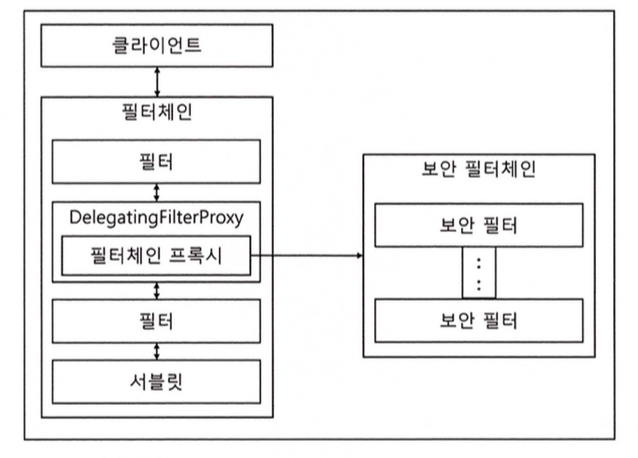 클라이언트
필터체인
필터
DelegatingFilterProxy
필터체인 프록시
필터
서블릿
보안 필터체인
보안 필터
:
:
보안 필터